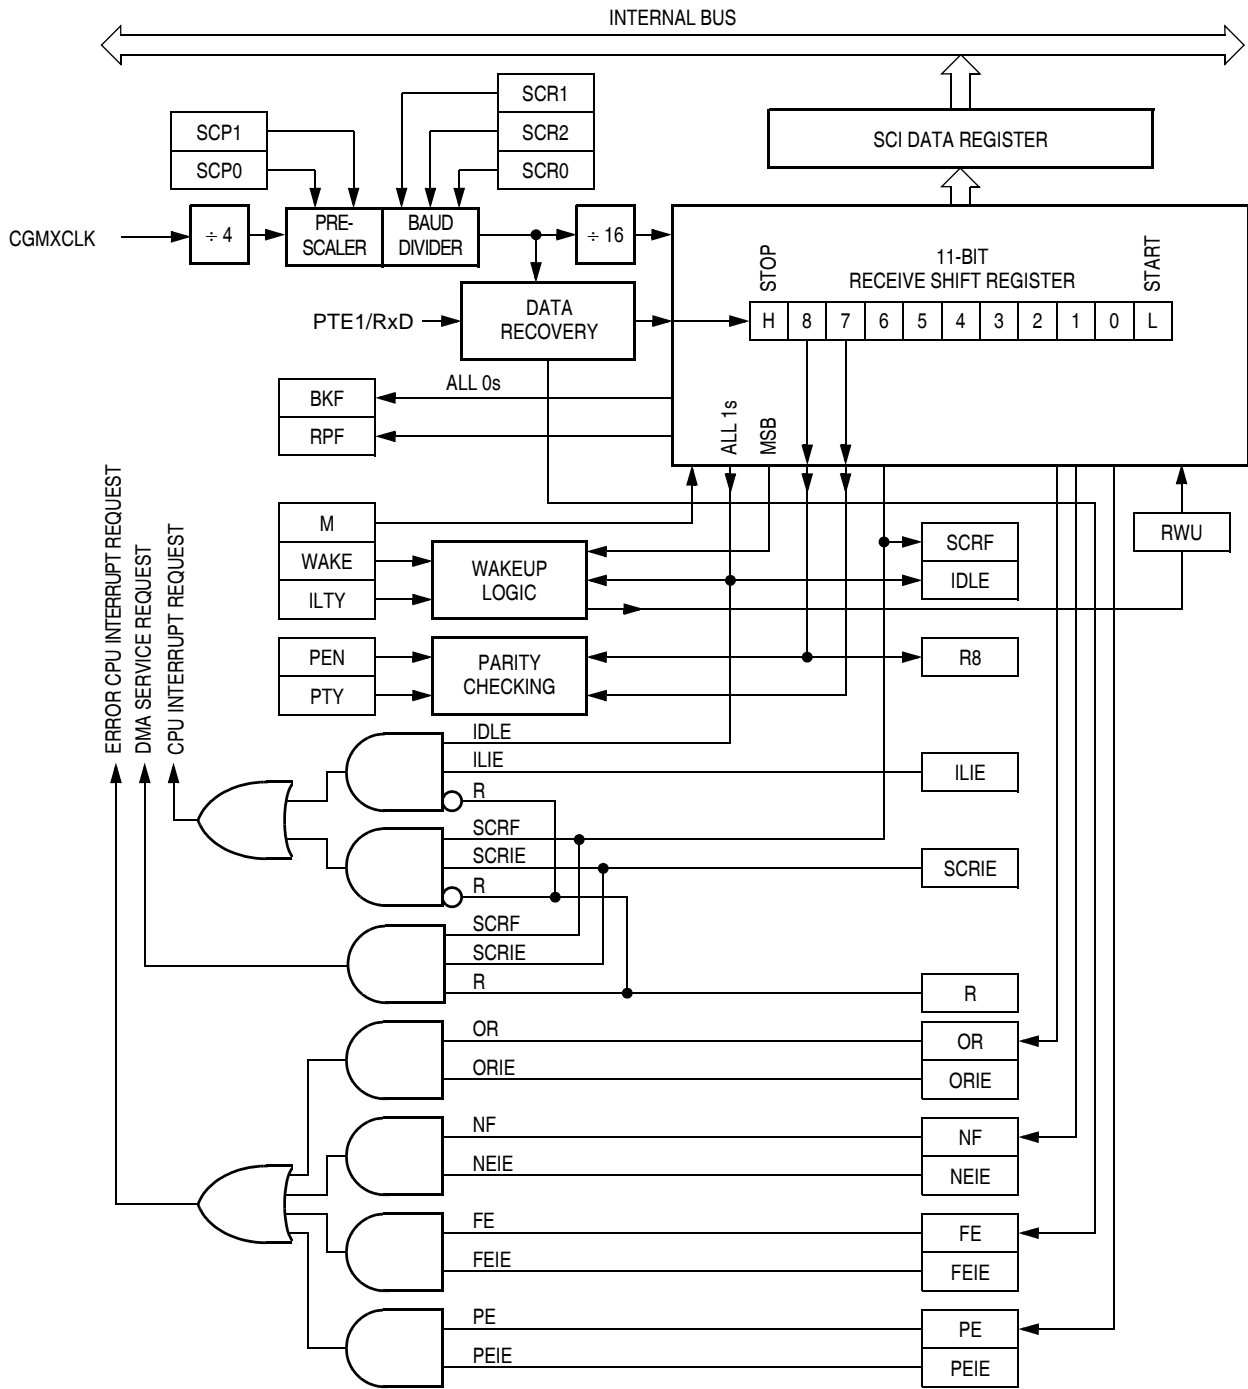 INTERNAL BUS
SCR1
SCR2
SCR0
SCP1
SCP0
SCI DATA REGISTER
CGMXCLK
÷ 4
PRE-
SCALER
BAUD
DIVIDER
÷ 16
STOP
11-BIT
RECEIVE SHIFT REGISTER
START
PTE1/RxD
DATA
RECOVERY
H 8 7 6 5 4 3 2 1 0 L
ALL 0s
BKF
RPF
ALL 1s
MSB
M
WAKE
ILTY
WAKEUP
LOGIC
SCRF
IDLE
RWU
PEN
PTY
PARITY
CHECKING
R8
ERROR CPU INTERRUPT REQUEST
DMA SERVICE REQUEST
CPU INTERRUPT REQUEST
IDLE
ILIE
R
ILIE
SCRF
SCRIE
R
SCRIE
SCRF
SCRIE
R
R
OR
ORIE
OR
ORIE
NF
NEIE
NF
NEIE
FE
FEIE
FE
FEIE
PE
PEIE
PE
PEIE